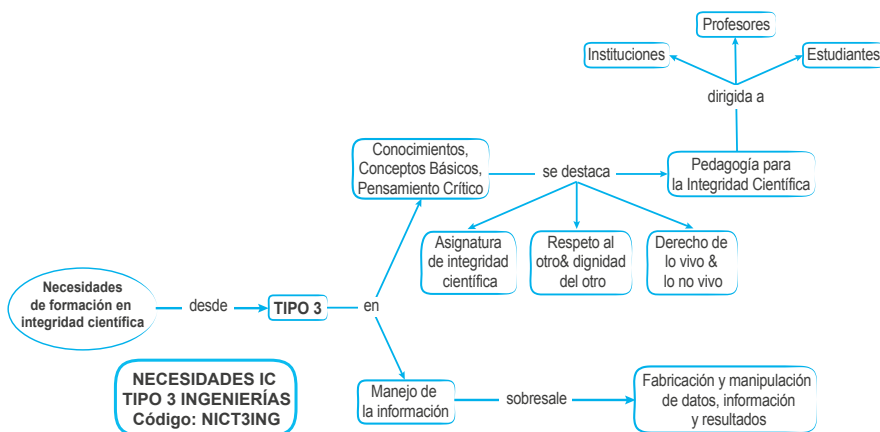 Profesores
Instituciones
Estudiantes
dirigida a
Conocimientos,
Conceptos Básicos,
Pensamiento Crítico
se destaca
Pedagogía para
la Integridad Científica
Asignatura
de integridad
científica
Respeto al
otro& dignidad
del otro
Derecho de
lo vivo &
lo no vivo
Necesidades
de formación en
integridad científica
desde
TIPO 3
en
NECESIDADES IC
TIPO 3 INGENIERÍAS
Código: NICT3ING
Manejo de
la información
sobresale
Fabricación y manipulación
de datos, información
y resultados